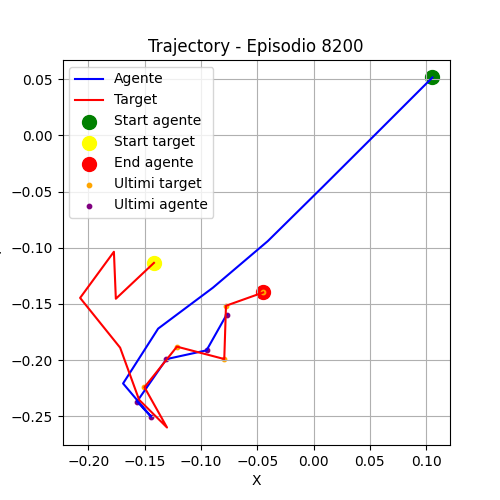 Trajectory - Episodio 8200
Agente
Target
Start agente
Start target
End agente
Ultimi target
Ultimi agente
0.05
0.00
−0.05
−0.10
−0.15
−0.20
−0.25
−0.20
−0.15
−0.10
−0.05
0.00
0.05
0.10
X